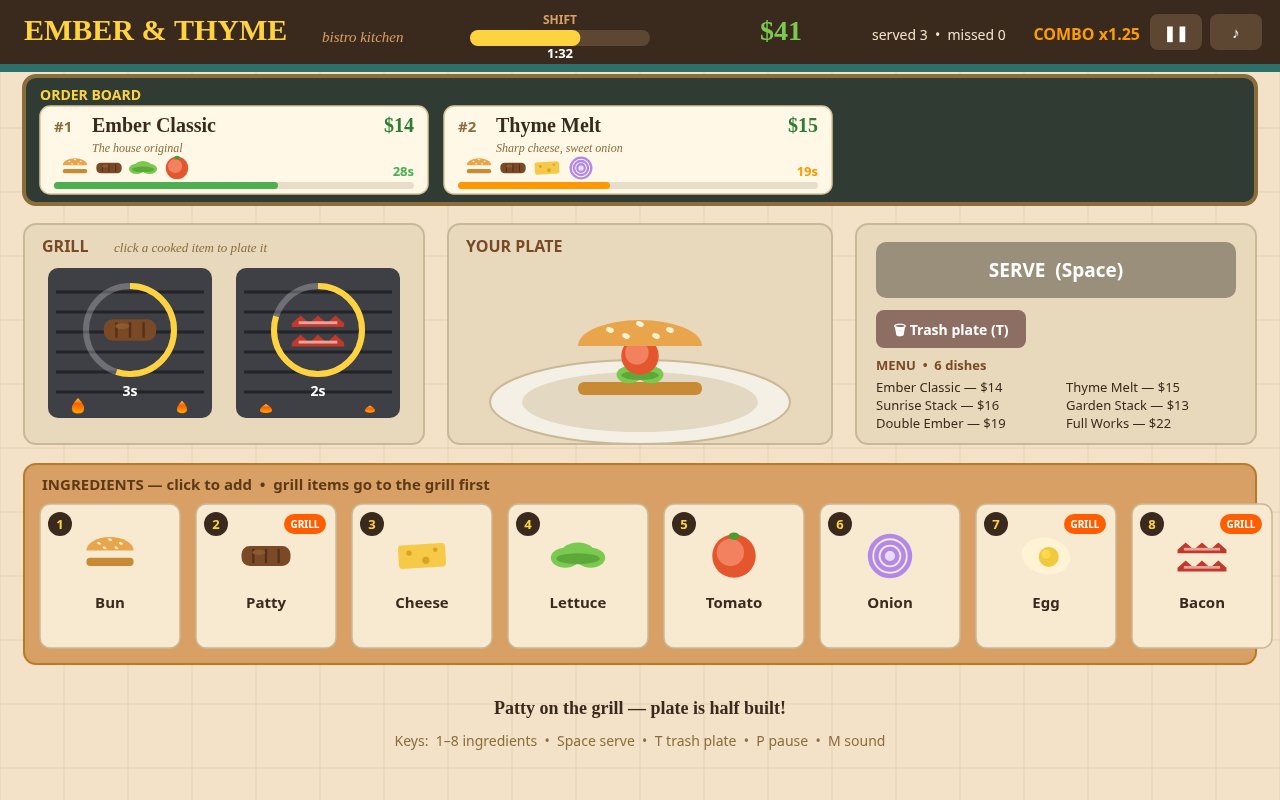 EMBER & THYME
bistro kitchen
SHIFT
1:32
$41
served 3 • missed 0
COMBO x1.25
ORDER BOARD
#1 Ember Classic $14
The house original
28s
#2 Thyme Melt $15
Sharp cheese, sweet onion
19s
GRILL click a cooked item to plate it
3s
2s
YOUR PLATE
SERVE (Space)
Trash plate (T)
MENU • 6 dishes
Ember Classic — $14
Thyme Melt — $15
Sunrise Stack — $16
Garden Stack — $13
Double Ember — $19
Full Works — $22
INGREDIENTS — click to add • grill items go to the grill first
1
Bun
2
GRILL
Patty
3
Cheese
4
Lettuce
5
Tomato
6
Onion
7
GRILL
Egg
8
GRILL
Bacon
Patty on the grill — plate is half built!
Keys: 1–8 ingredients • Space serve • T trash plate • P pause • M sound